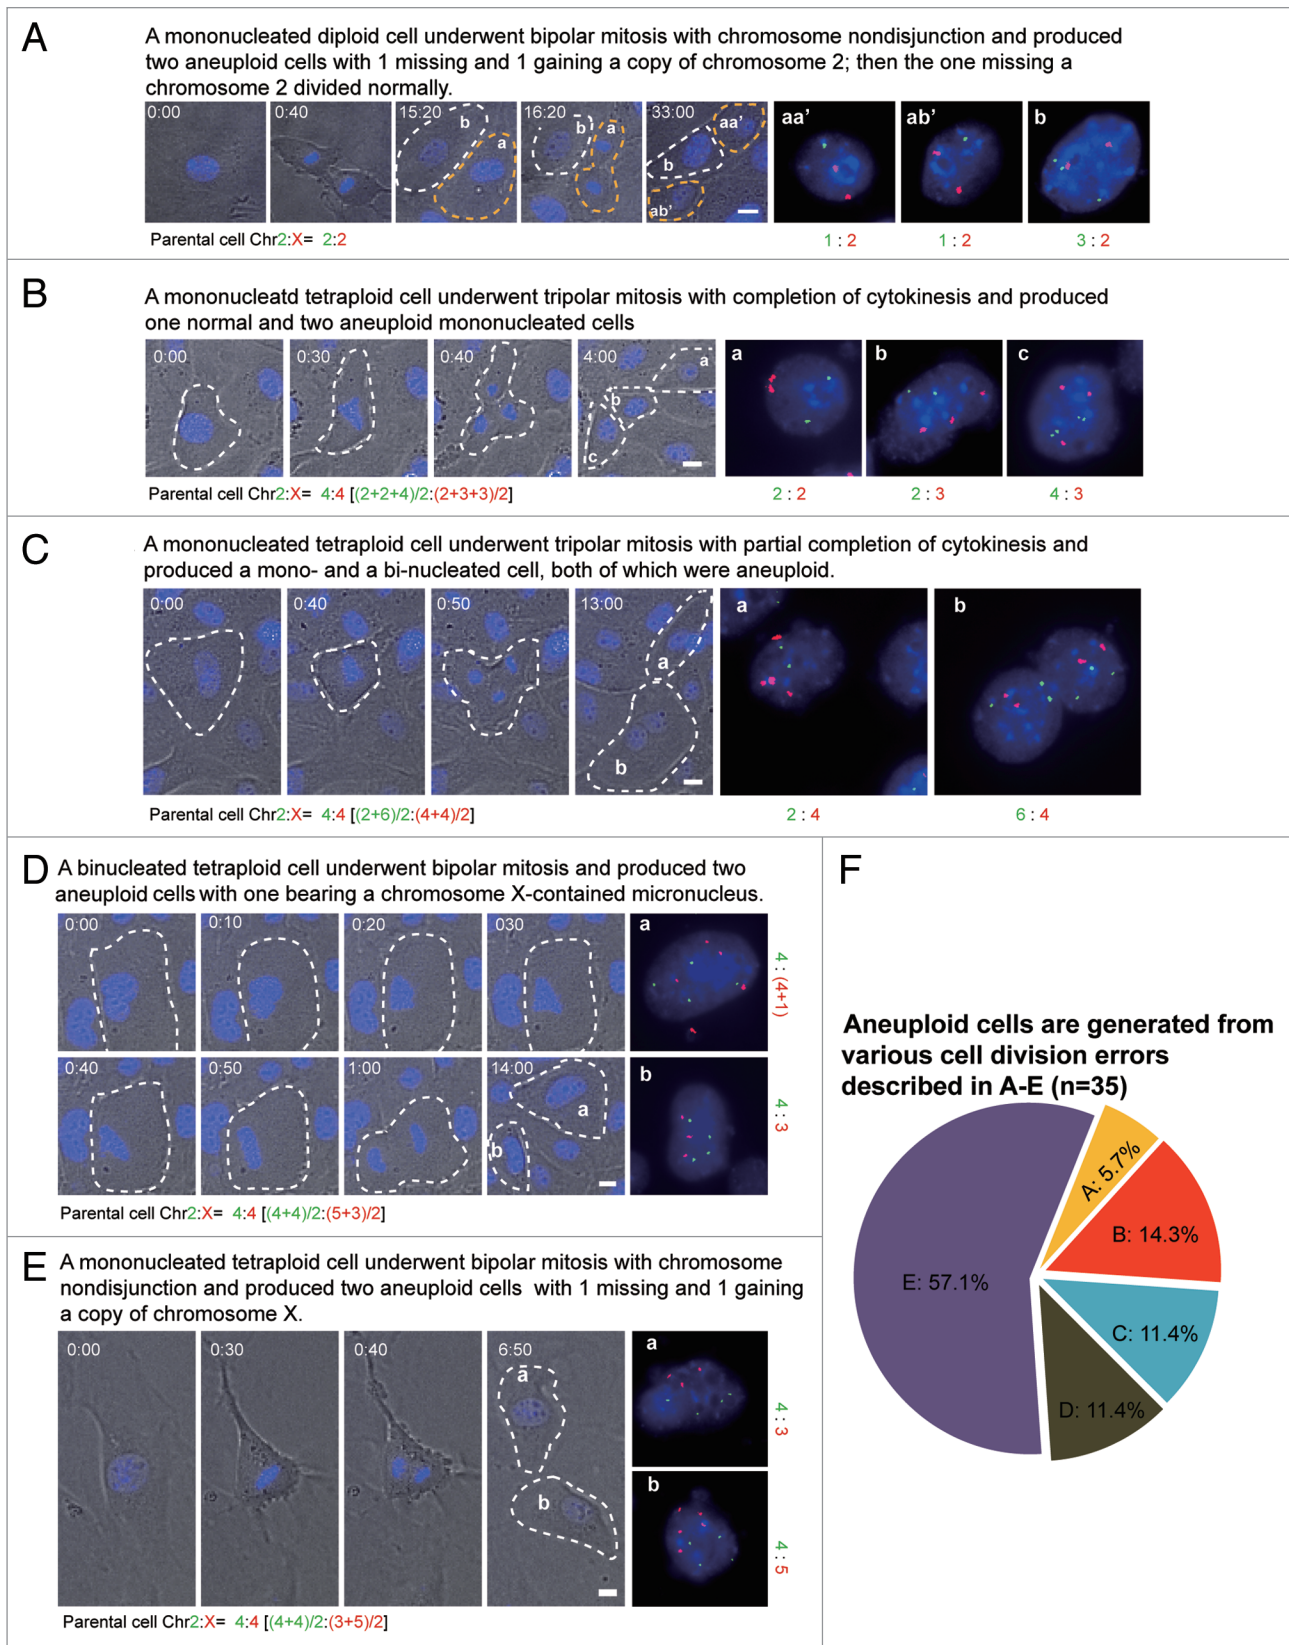 A
A mononucleated diploid cell underwent bipolar mitosis with chromosome nondisjunction and produced
two aneuploid cells with 1 missing and 1 gaining a copy of chromosome 2; then the one missing a
chromosome 2 divided normally.
0:00
0:40
15:20
b
a
16:20
b
a
33:00
aa’
b
ab’
aa’
ab’
b
Parental cell Chr2:X= 2:2
1 : 2
1 : 2
3 : 2
B
A mononucleatd tetraploid cell underwent tripolar mitosis with completion of cytokinesis and produced
one normal and two aneuploid mononucleated cells
0:00
0:30
0:40
4:00
a
b
c
a
b
c
Parental cell Chr2:X= 4:4 [(2+2+4)/2:(2+3+3)/2]
2 : 2
2 : 3
4 : 3
C
A mononucleated tetraploid cell underwent tripolar mitosis with partial completion of cytokinesis and
produced a mono- and a bi-nucleated cell, both of which were aneuploid.
0:00
0:40
0:50
13:00
a
b
a
b
Parental cell Chr2:X= 4:4 [(2+6)/2:(4+4)/2]
2 : 4
6 : 4
D
A binucleated tetraploid cell underwent bipolar mitosis and produced two
aneuploid cells with one bearing a chromosome X-contained micronucleus.
0:00
0:10
0:20
030
a
4 : (4+1)
0:40
0:50
1:00
14:00
a
b
b
4 : 3
Parental cell Chr2:X= 4:4 [(4+4)/2:(5+3)/2]
E
A mononucleated tetraploid cell underwent bipolar mitosis with chromosome
nondisjunction and produced two aneuploid cells with 1 missing and 1 gaining
a copy of chromosome X.
0:00
0:30
0:40
6:50
a
b
a
4 : 3
b
4 : 5
Parental cell Chr2:X= 4:4 [(4+4)/2:(3+5)/2]
F
Aneuploid cells are generated from
various cell division errors
described in A-E (n=35)
A: 5.7%
B: 14.3%
E: 57.1%
C: 11.4%
D: 11.4%